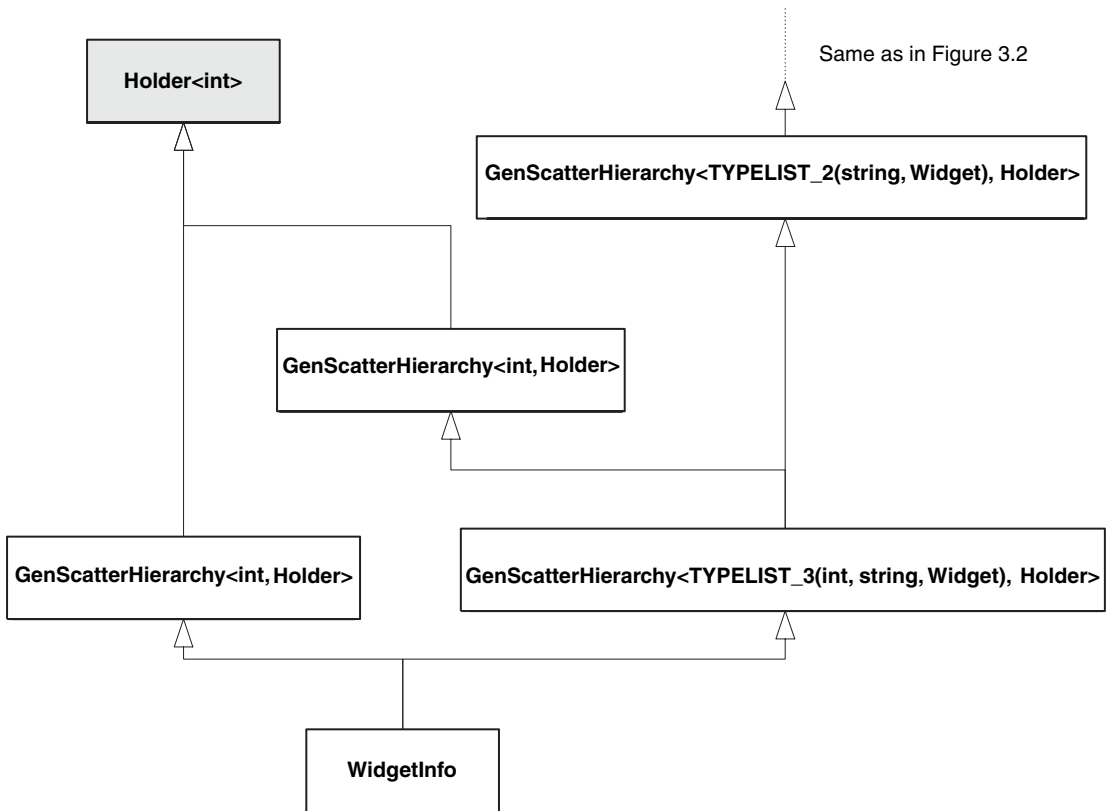 Same as in Figure 3.2
Holder<int>
GenScatterHierarchy<TYPELIST_2(string, Widget), Holder>
GenScatterHierarchy<int, Holder>
GenScatterHierarchy<int, Holder>
GenScatterHierarchy<TYPELIST_3(int, string, Widget), Holder>
WidgetInfo